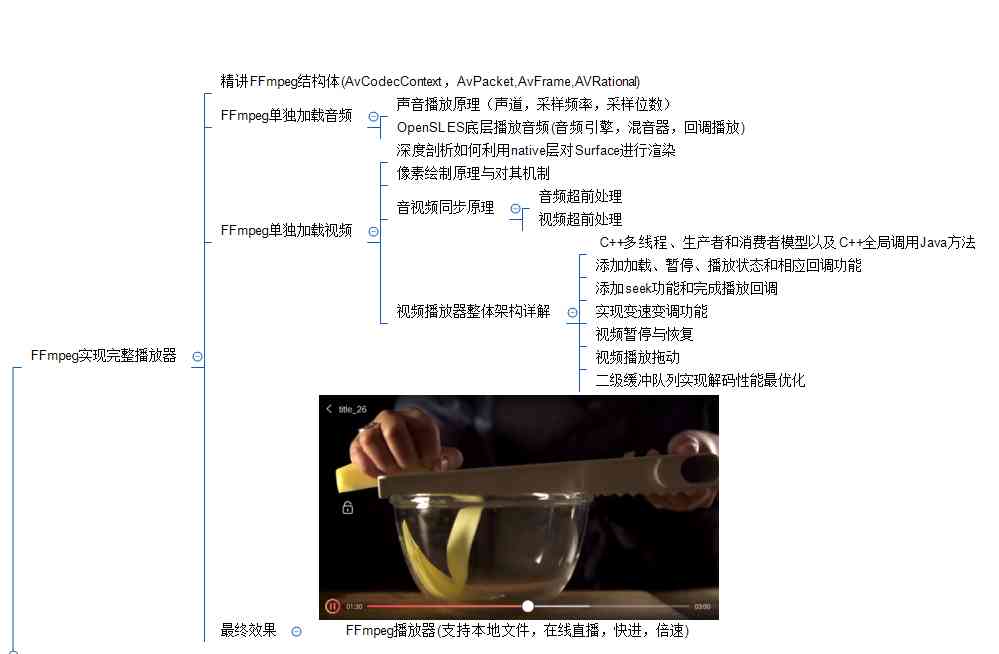 精讲FFmpeg结构体(AvCodecContext，AvPacket,AvFrame,AVRational)
FFmpeg单独加载音频
声音播放原理（声道，采样频率，采样位数）
OpenSLES底层播放音频(音频引擎，混音器，回调播放)
深度剖析如何利用native层对Surface进行渲染
像素绘制原理与对其机制
FFmpeg单独加载视频
音视频同步原理
音频超前处理
视频超前处理
视频播放器整体架构详解
C++多线程、生产者和消费者模型以及 C++全局调用Java方法
添加加载、暂停、播放状态和相应回调功能
添加seek功能和完成播放回调
实现变速变调功能
视频暂停与恢复
视频播放拖动
二级缓冲队列实现解码性能最优化
FFmpeg实现完整播放器
title_26
01:30
03:00
最终效果
FFmpeg播放器(支持本地文件，在线直播，快进，倍速)